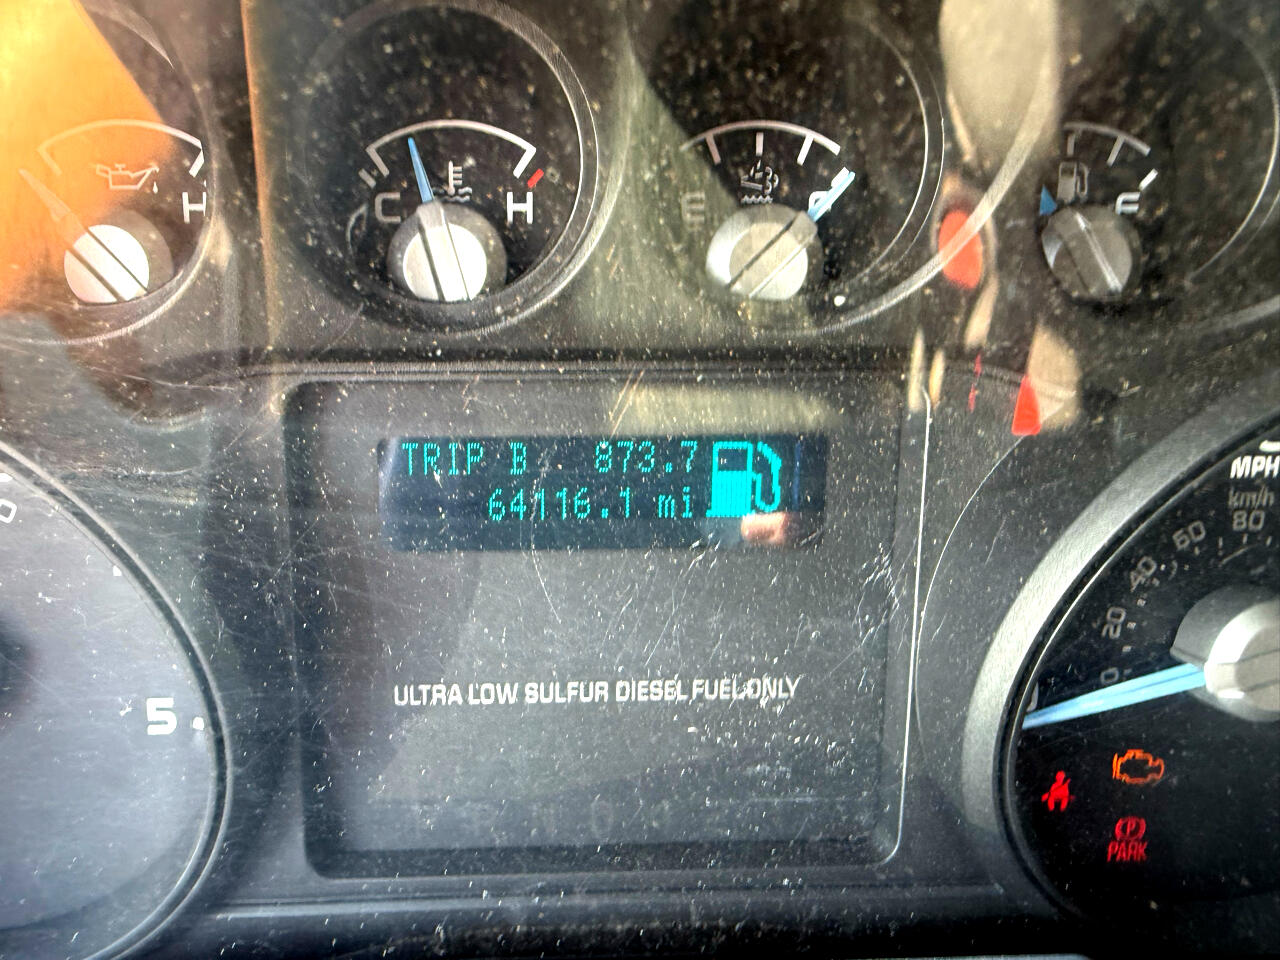 H
C
H
E
F
TRIP B 873.7
64116.1 mi
ULTRA LOW SULFUR DIESEL FUEL ONLY
5
MPH
km/h
80
60
40
20
0
PARK